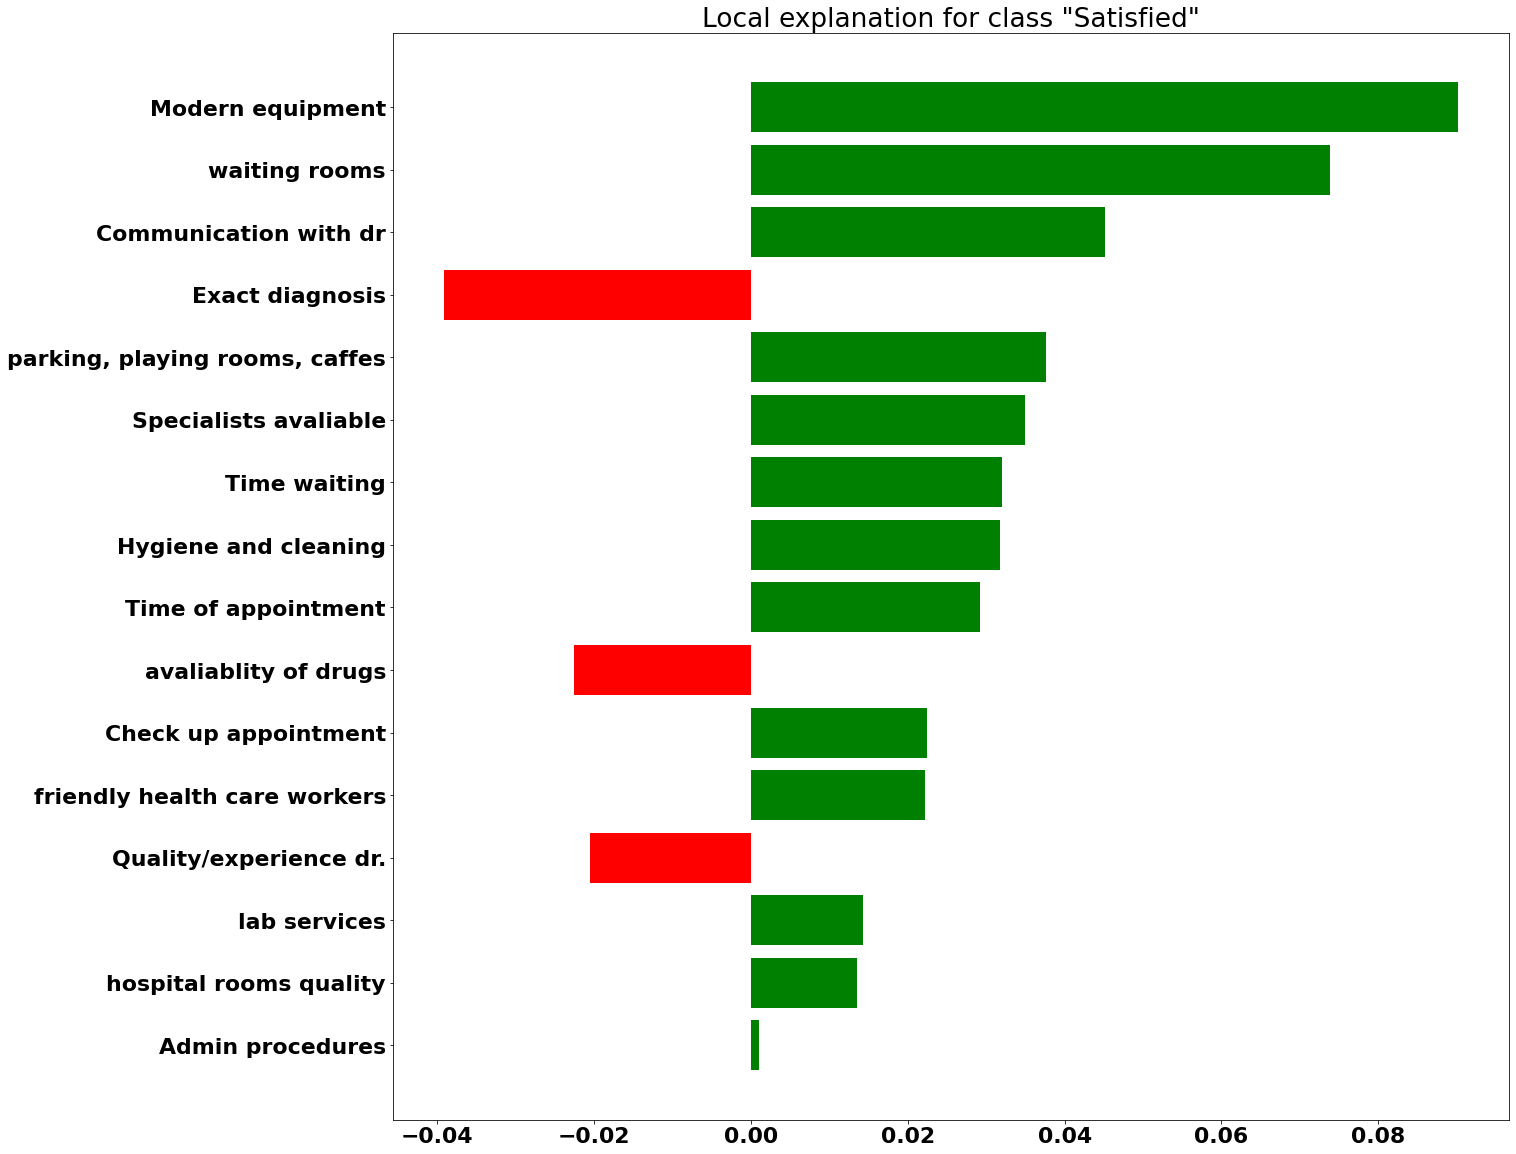 Local explanation for class "Satisfied"
Modern equipment
waiting rooms
Communication with dr
Exact diagnosis
parking, playing rooms, caffes
Specialists avaliable
Time waiting
Hygiene and cleaning
Time of appointment
avaliablity of drugs
Check up appointment
friendly health care workers
Quality/experience dr.
lab services
hospital rooms quality
Admin procedures
−0.04 −0.02 0.00 0.02 0.04 0.06 0.08